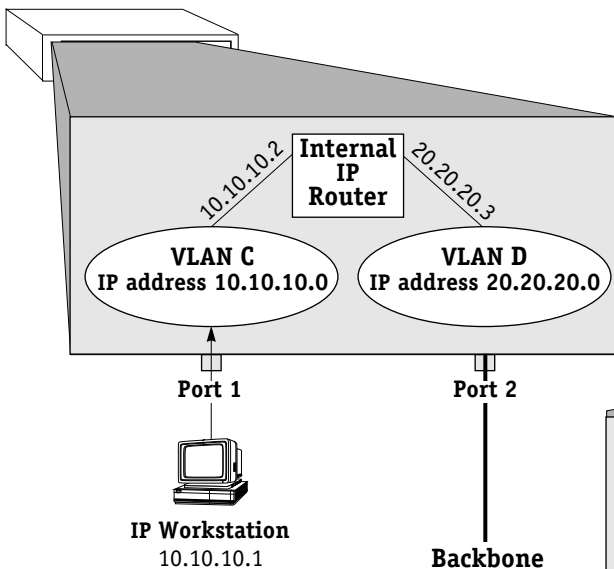 Internal
IP
Router
10.10.10.2
20.20.20.3
VLAN C
IP address 10.10.10.0
VLAN D
IP address 20.20.20.0
Port 1
Port 2
IP Workstation
10.10.10.1
Backbone